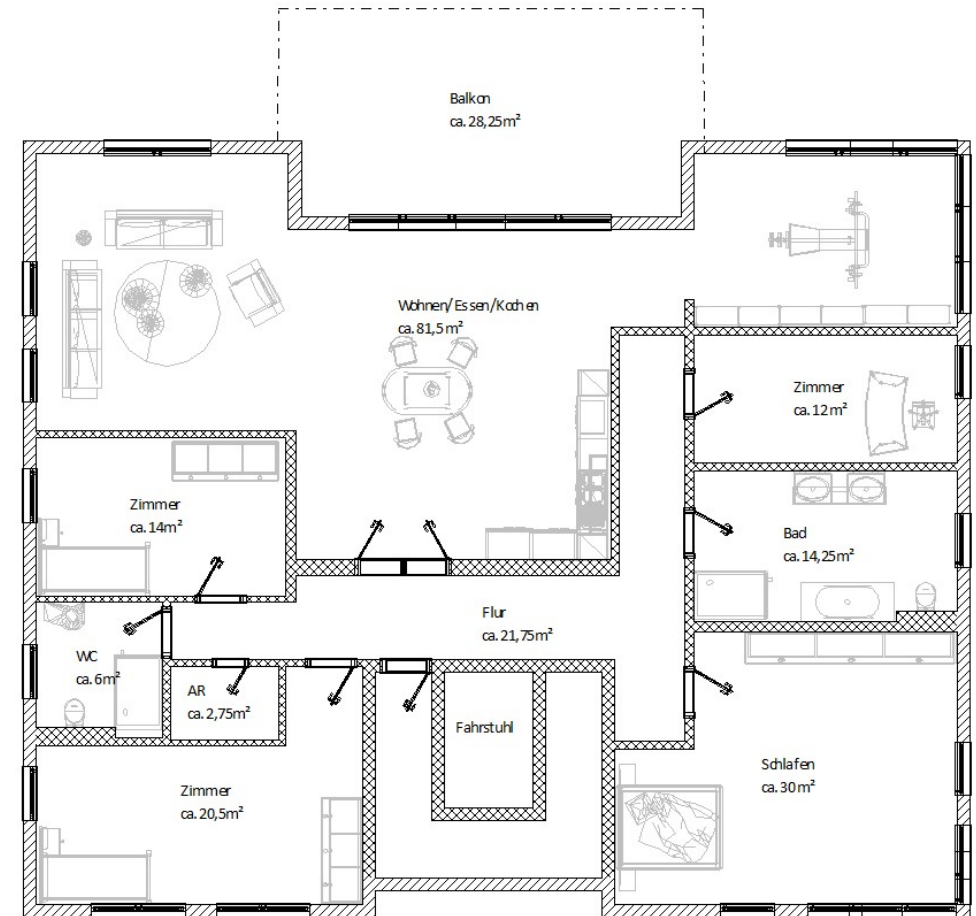 Balkon
ca. 28,25m²
Wohnen/Essen/Kochen
ca. 81,5m²
Zimmer
ca. 12m²
Zimmer
ca. 14m²
Bad
ca. 14,25m²
Flur
ca. 21,75m²
WC
ca. 6m²
AR
ca. 2,75m²
Fahrstuhl
Schlafen
ca. 30m²
Zimmer
ca. 20,5m²